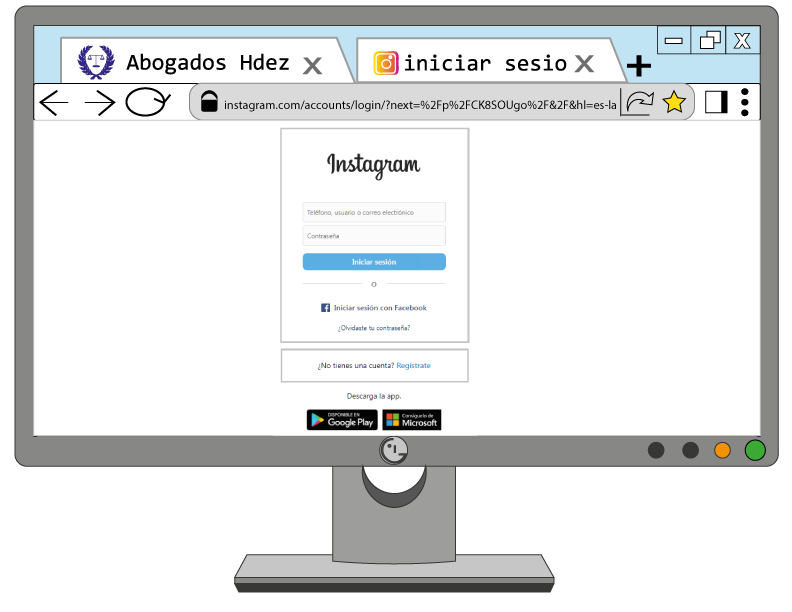 Abogados Hdez X
iniciar sesio X
instagram.com/accounts/login/?next=%2Fp%2FCK8SOUgo%2F&2F&hl=es-la
Instagram
Teléfono, usuario o correo electrónico
Contraseña
Iniciar sesión
O
Iniciar sesión con Facebook
¿Olvidaste tu contraseña?
¿No tienes una cuenta? Regístrate
Descarga la app.
DISPONIBLE EN
Google Play
Consíguelo de
Microsoft